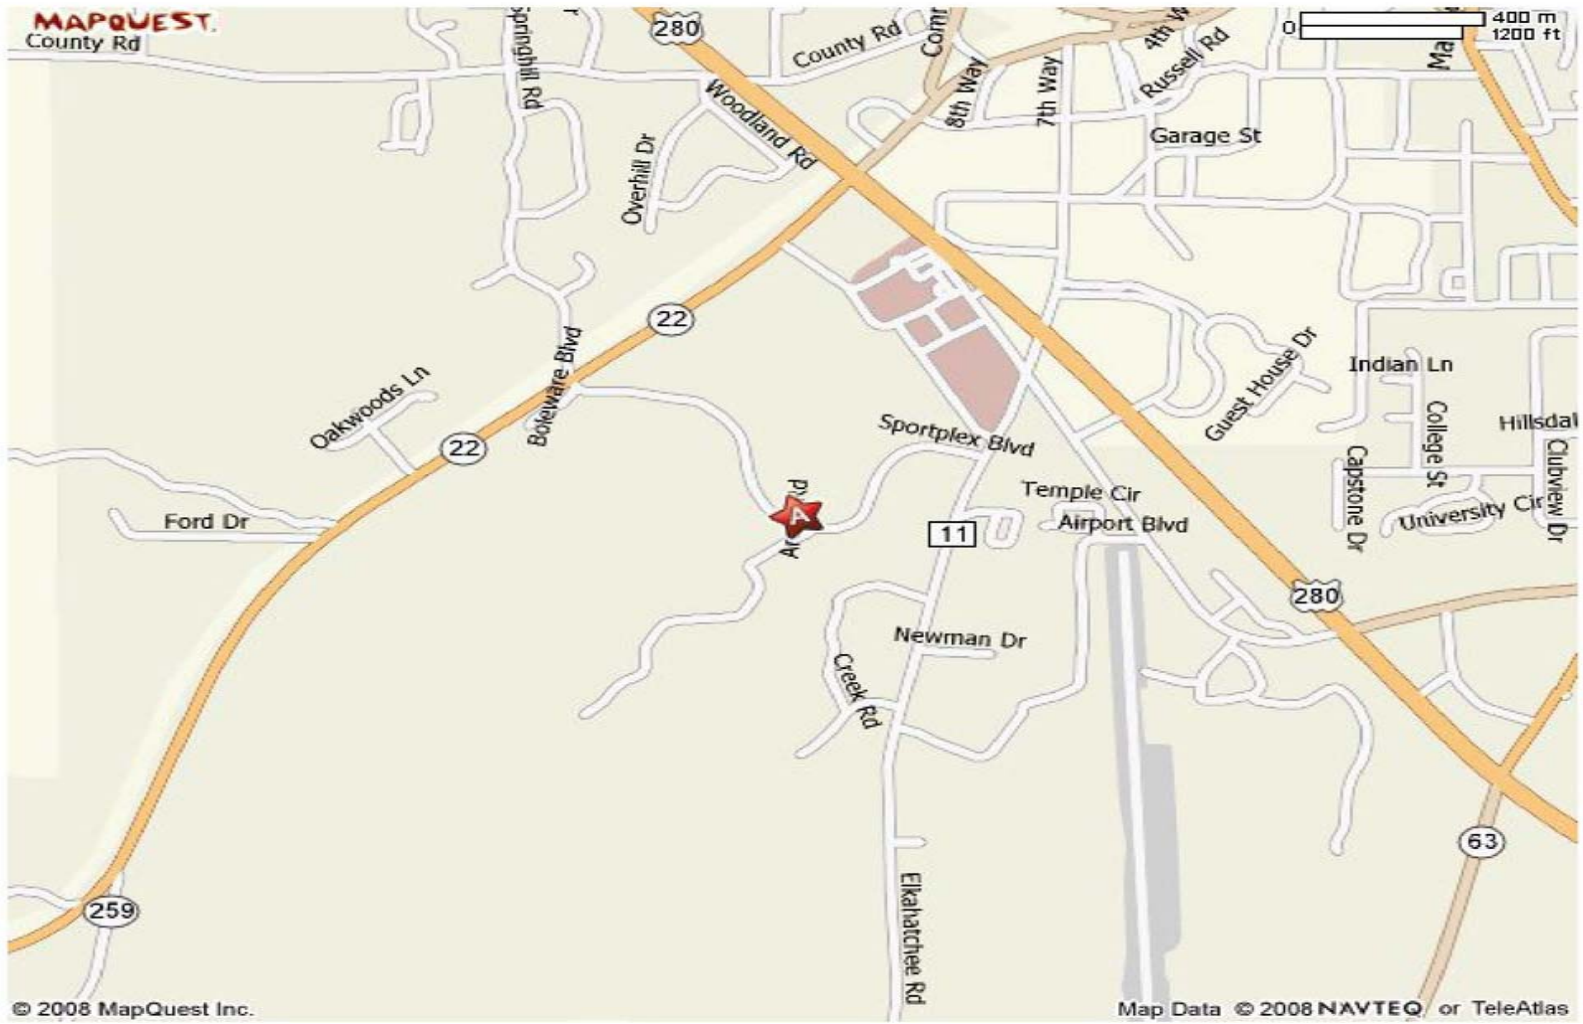 MAPQUEST.
County Rd
Springhill Rd
280
County Rd
8th Way
7th Way
4th W
Russell Rd
Ma
0
400 m
1200 ft
Woodland Rd
Overhill Dr
Garage St
22
Boleware Blvd
Oakwoods Ln
22
Guest House Dr
Indian Ln
College St
Hillsdal
Clubview Dr
Sportplex Blvd
Temple Cir
Airport Blvd
Capstone Dr
University Cir
Ford Dr
A
11
280
Newman Dr
Creek Rd
63
259
Elkahatchee Rd
© 2008 MapQuest Inc.
Map Data © 2008 NAVTEQ or TeleAtlas